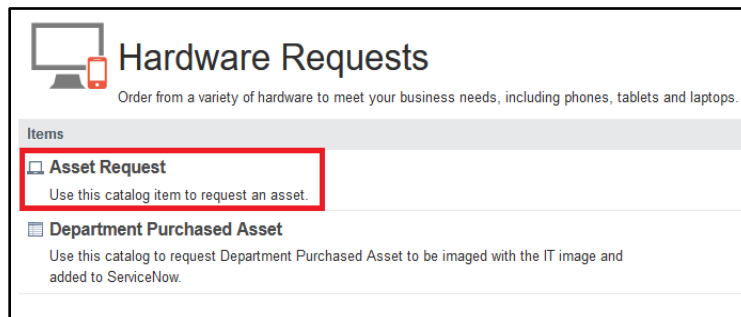 Hardware Requests
Order from a variety of hardware to meet your business needs, including phones, tablets and laptops.
Items
Asset Request
Use this catalog item to request an asset.
Department Purchased Asset
Use this catalog to request Department Purchased Asset to be imaged with the IT image and
added to ServiceNow.